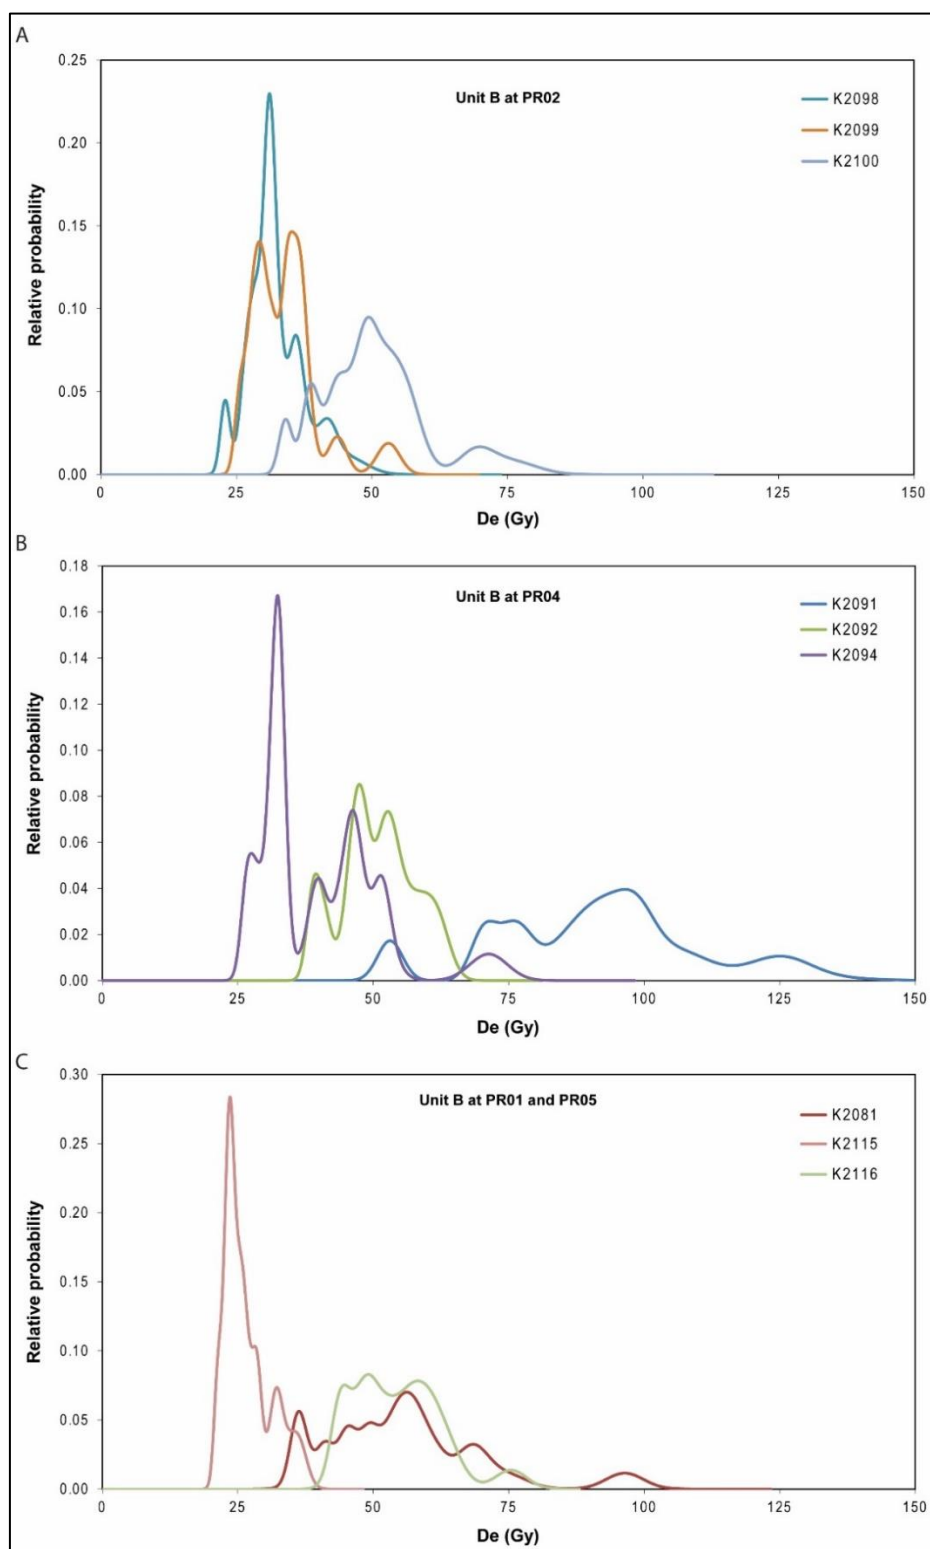 A
Unit B at PR02
K2098
K2099
K2100
Relative probability
0.25
0.20
0.15
0.10
0.05
0.00
0 25 50 75 100 125 150
De (Gy)
B
Unit B at PR04
K2091
K2092
K2094
Relative probability
0.18
0.16
0.14
0.12
0.10
0.08
0.06
0.04
0.02
0.00
0 25 50 75 100 125 150
De (Gy)
C
Unit B at PR01 and PR05
K2081
K2115
K2116
Relative probability
0.30
0.25
0.20
0.15
0.10
0.05
0.00
0 25 50 75 100 125 150
De (Gy)